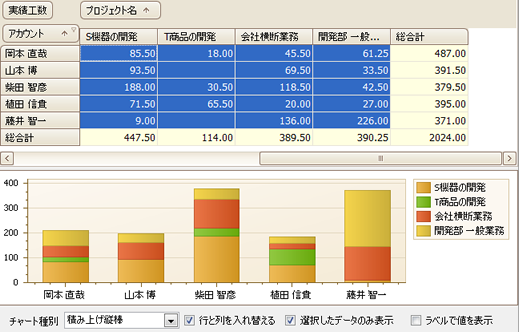 実績工数 プロジェクト名
アカウント S機器の開発 T商品の開発 会社横断業務 開発部 一般... 総合計
岡本 直哉 85.50 18.00 45.50 61.25 487.00
山本 博 93.50 69.50 33.50 391.50
柴田 智彦 188.00 30.50 118.50 42.50 379.50
植田 信貴 71.50 65.50 20.00 27.00 395.00
藤井 智一 9.00 136.00 226.00 371.00
総合計 447.50 114.00 389.50 390.25 2024.00
400
300
200
100
0
岡本 直哉 山本 博 柴田 智彦 植田 信貴 藤井 智一
S機器の開発
T商品の開発
会社横断業務
開発部 一般業務
チャート種別 積み上げ縦棒 行と列を入れ替える 選択したデータのみ表示 ラベルで値を表示